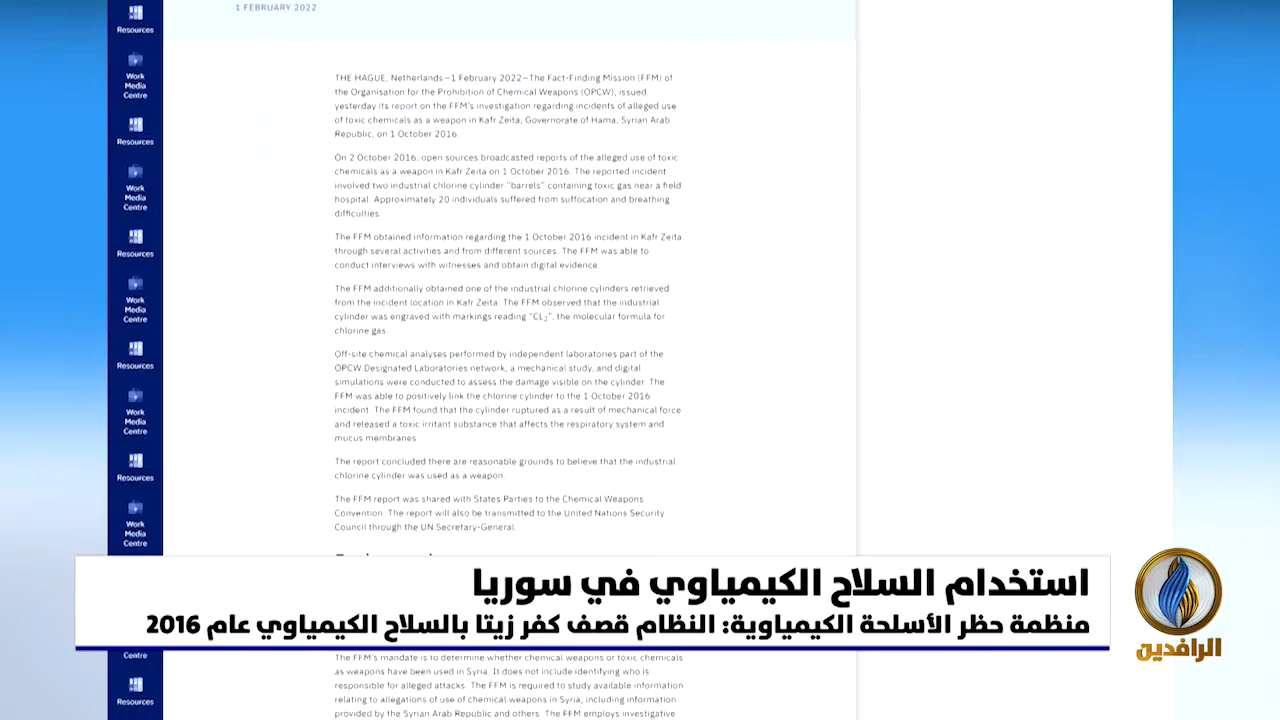 1 FEBRUARY 2022
Resources
Work
Media
Centre
Resources
Work
Media
Centre
Resources
Work
Media
Centre
Resources
Work
Media
Centre
Resources
Work
Media
Centre
Centre
Resources
THE HAGUE, Netherlands—1 February 2022—The Fact-Finding Mission (FFM) of
the Organisation for the Prohibition of Chemical Weapons (OPCW), issued
yesterday its report on the FFM's investigation regarding incidents of alleged use
of toxic chemicals as a weapon in Kafr Zeita, Governorate of Hama, Syrian Arab
Republic, on 1 October 2016.
On 2 October 2016, open sources broadcasted reports of the alleged use of toxic
chemicals as a weapon in Kafr Zeita on 1 October 2016. The reported incident
involved two industrial chlorine cylinder "barrels" containing toxic gas near a field
hospital. Approximately 20 individuals suffered from suffocation and breathing
difficulties.
The FFM obtained information regarding the 1 October 2016 incident in Kafr Zeita
through several activities and from different sources. The FFM was able to
conduct interviews with witnesses and obtain digital evidence.
The FFM additionally obtained one of the industrial chlorine cylinders retrieved
from the incident location in Kafr Zeita. The FFM observed that the industrial
cylinder was engraved with markings reading "CL₂", the molecular formula for
chlorine gas.
Off-site chemical analyses performed by independent laboratories part of the
OPCW Designated Laboratories network, a mechanical study, and digital
simulations were conducted to assess the damage visible on the cylinder. The
FFM was able to positively link the chlorine cylinder to the 1 October 2016
incident. The FFM found that the cylinder ruptured as a result of mechanical force
and released a toxic irritant substance that affects the respiratory system and
mucus membranes.
The report concluded there are reasonable grounds to believe that the industrial
chlorine cylinder was used as a weapon.
The FFM report was shared with States Parties to the Chemical Weapons
Convention. The report will also be transmitted to the United Nations Security
Council through the UN Secretary-General.
استخدام السلاح الكيمياوي في سوريا
منظمة حظر الأسلحة الكيمياوية: النظام قصف كفر زيتا بالسلاح الكيمياوي عام 2016
الرافدين
The FFM's mandate is to determine whether chemical weapons or toxic chemicals
as weapons have been used in Syria. It does not include identifying who is
responsible for alleged attacks. The FFM is required to study available information
relating to allegations of use of chemical weapons in Syria, including information
provided by the Syrian Arab Republic and others. The FFM employs investigative